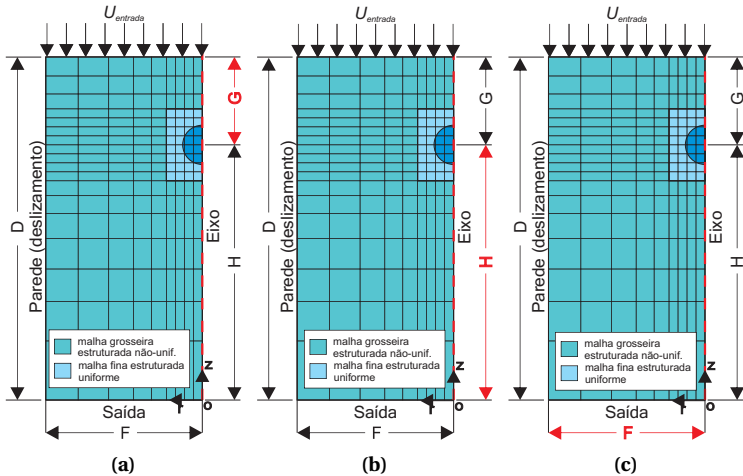 U_entrada
D
Parede (deslizamento)
G
H
Eixo
malha grosseira
estruturada não-unif.
malha fina estruturada
uniforme
z
r
o
Saída
F
(a)
U_entrada
D
Parede (deslizamento)
G
H
Eixo
malha grosseira
estruturada não-unif.
malha fina estruturada
uniforme
z
r
o
Saída
F
(b)
U_entrada
D
Parede (deslizamento)
G
H
Eixo
malha grosseira
estruturada não-unif.
malha fina estruturada
uniforme
z
r
o
Saída
F
(c)